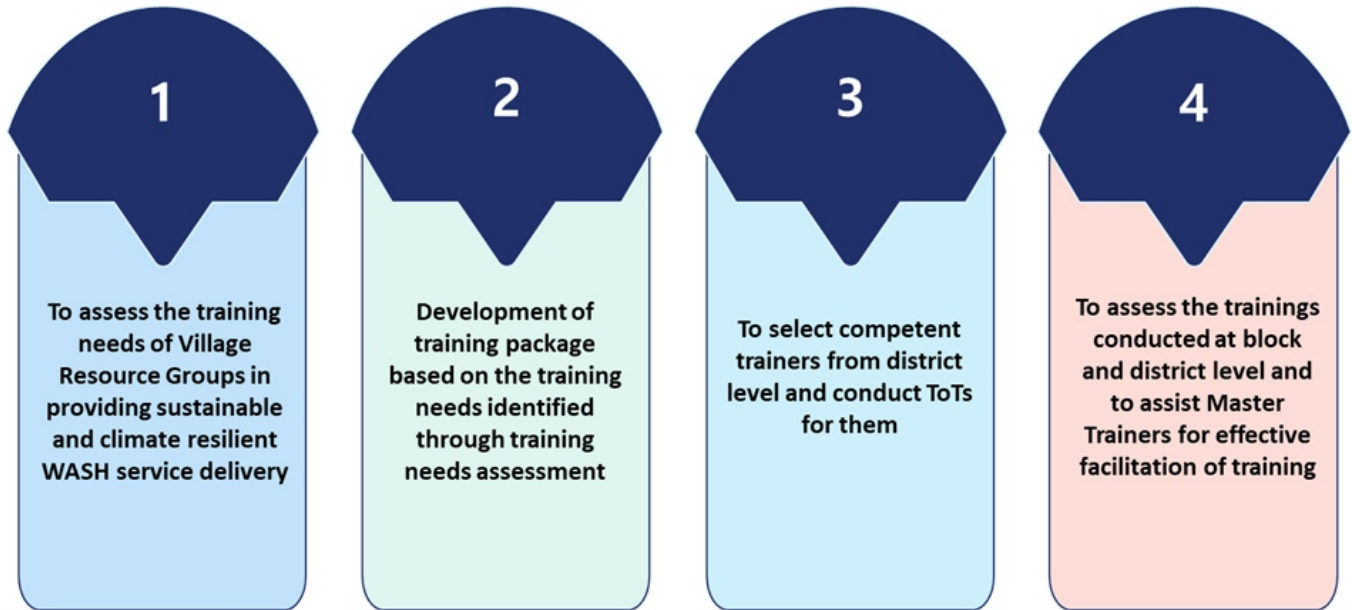 1
To assess the training
needs of Village
Resource Groups in
providing sustainable
and climate resilient
WASH service delivery
2
Development of
training package
based on the training
needs identified
through training
needs assessment
3
To select competent
trainers from district
level and conduct ToTs
for them
4
To assess the trainings
conducted at block
and district level and
to assist Master
Trainers for effective
facilitation of training